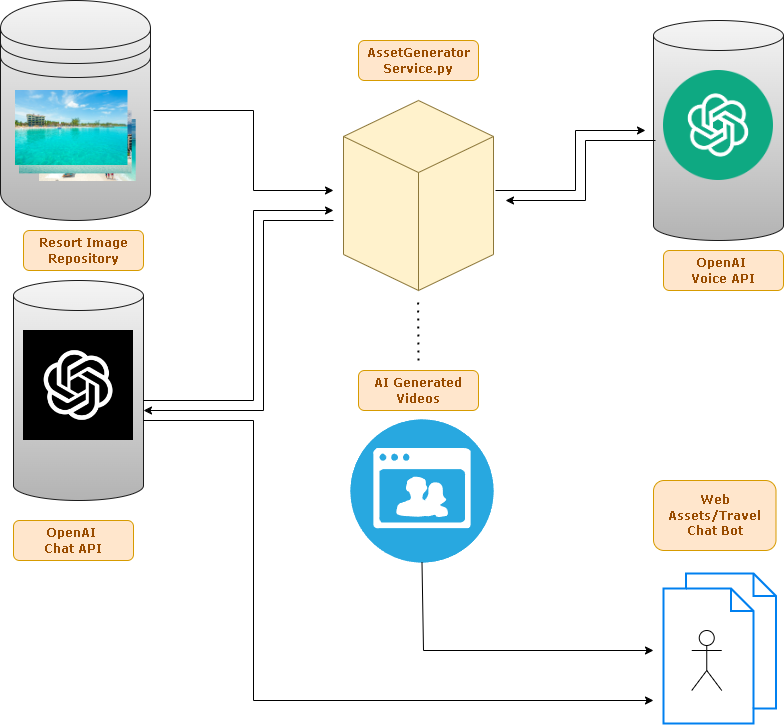 AssetGenerator
Service.py
Resort Image
Repository
OpenAI
Voice API
AI Generated
Videos
Web
Assets/Travel
Chat Bot
OpenAI
Chat API